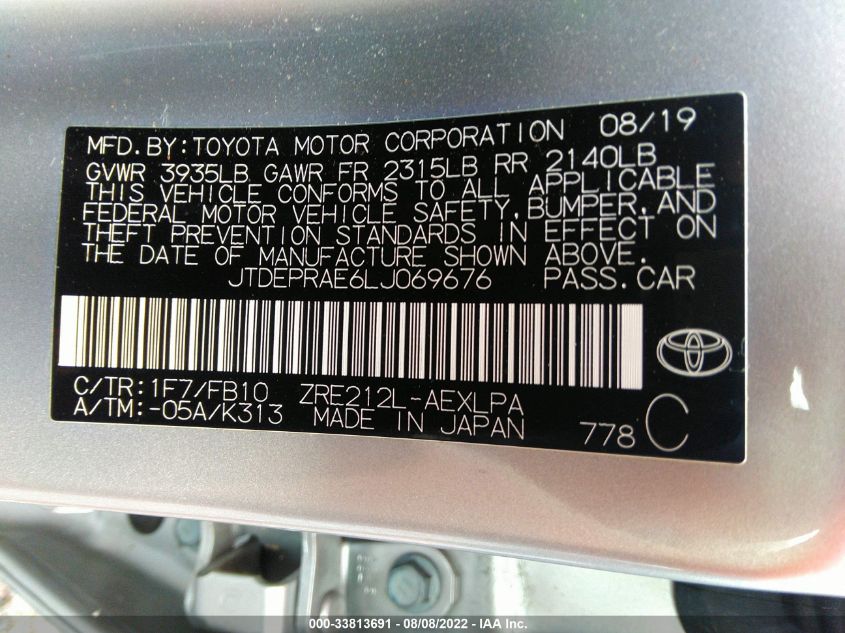 MFD.BY:TOYOTA MOTOR CORPORATION 08/19
GVWR 3935LB GAWR FR 2315LB RR 2140LB
THIS VEHICLE CONFORMS TO ALL APPLICABLE
FEDERAL MOTOR VEHICLE SAFETY,BUMPER,AND
THEFT PREVENTION STANDARDS IN EFFECT ON
THE DATE OF MANUFACTURE SHOWN ABOVE.
JTDEPRAE6LJ069676 PASS.CAR
C/TR:1F7/FB10 ZRE212L-AEXLPA
A/TM:-05A/K313 MADE IN JAPAN 778 C
000-33813691 - 08/08/2022 - IAA Inc.